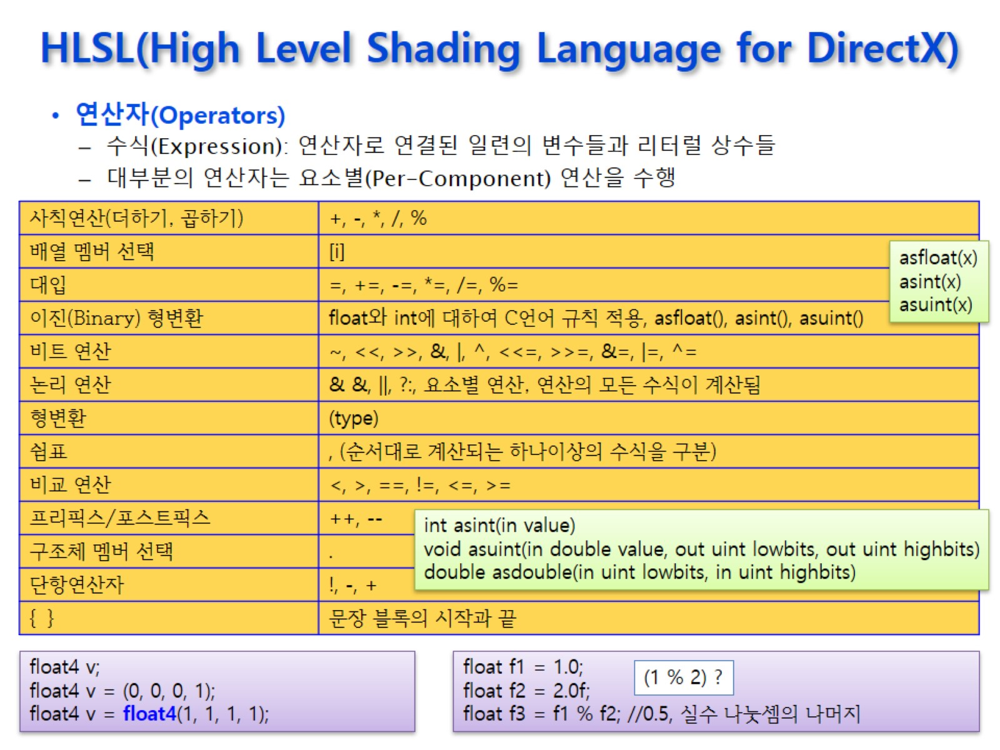 HLSL(High Level Shading Language for DirectX)
• 연산자(Operators)
– 수식(Expression): 연산자로 연결된 일련의 변수들과 리터럴 상수들
– 대부분의 연산자는 요소별(Per-Component) 연산을 수행
사칙연산(더하기, 곱하기) +, -, *, /, %
배열 멤버 선택 [i]
대입 =, +=, -=, *=, /=, %=
asfloat(x)
asint(x)
asuint(x)
이진(Binary) 형변환 float와 int에 대하여 C언어 규칙 적용, asfloat(), asint(), asuint()
비트 연산 ~, <<, >>, &, |, ^, <<=, >>=, &=, |=, ^=
논리 연산 & &, ||, ?:, 요소별 연산, 연산의 모든 수식이 계산됨
형변환 (type)
쉼표 , (순서대로 계산되는 하나이상의 수식을 구분)
비교 연산 <, >, ==, !=, <=, >=
프리픽스/포스트픽스 ++, --
구조체 멤버 선택 .
단항연산자 !, -, +
int asint(in value)
void asuint(in double value, out uint lowbits, out uint highbits)
double asdouble(in uint lowbits, in uint highbits)
{ } 문장 블록의 시작과 끝
float4 v;
float4 v = (0, 0, 0, 1);
float4 v = float4(1, 1, 1, 1);
float f1 = 1.0;
float f2 = 2.0f;
float f3 = f1 % f2; //0.5, 실수 나눗셈의 나머지
(1 % 2) ?